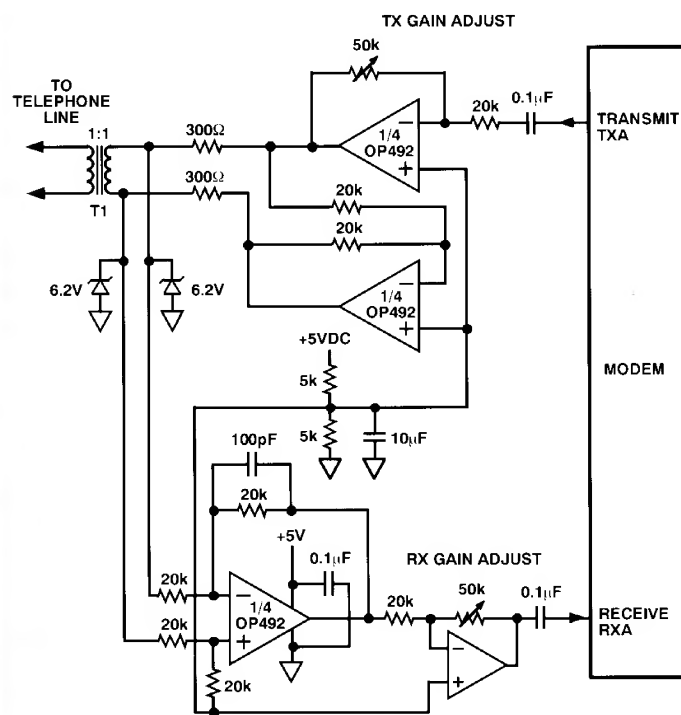 TX GAIN ADJUST
50k
TO
TELEPHONE
LINE
1:1
300Ω
20k
0.1µF
TRANSMIT
TXA
−
1/4
OP492
+
300Ω
T1
20k
20k
6.2V
6.2V
−
1/4
OP492
+
+5VDC
5k
5k
10µF
MODEM
100pF
20k
+5V
0.1µF
RX GAIN ADJUST
20k
−
1/4
OP492
+
20k
50k
0.1µF
RECEIVE
RXA
20k
−
+
20k